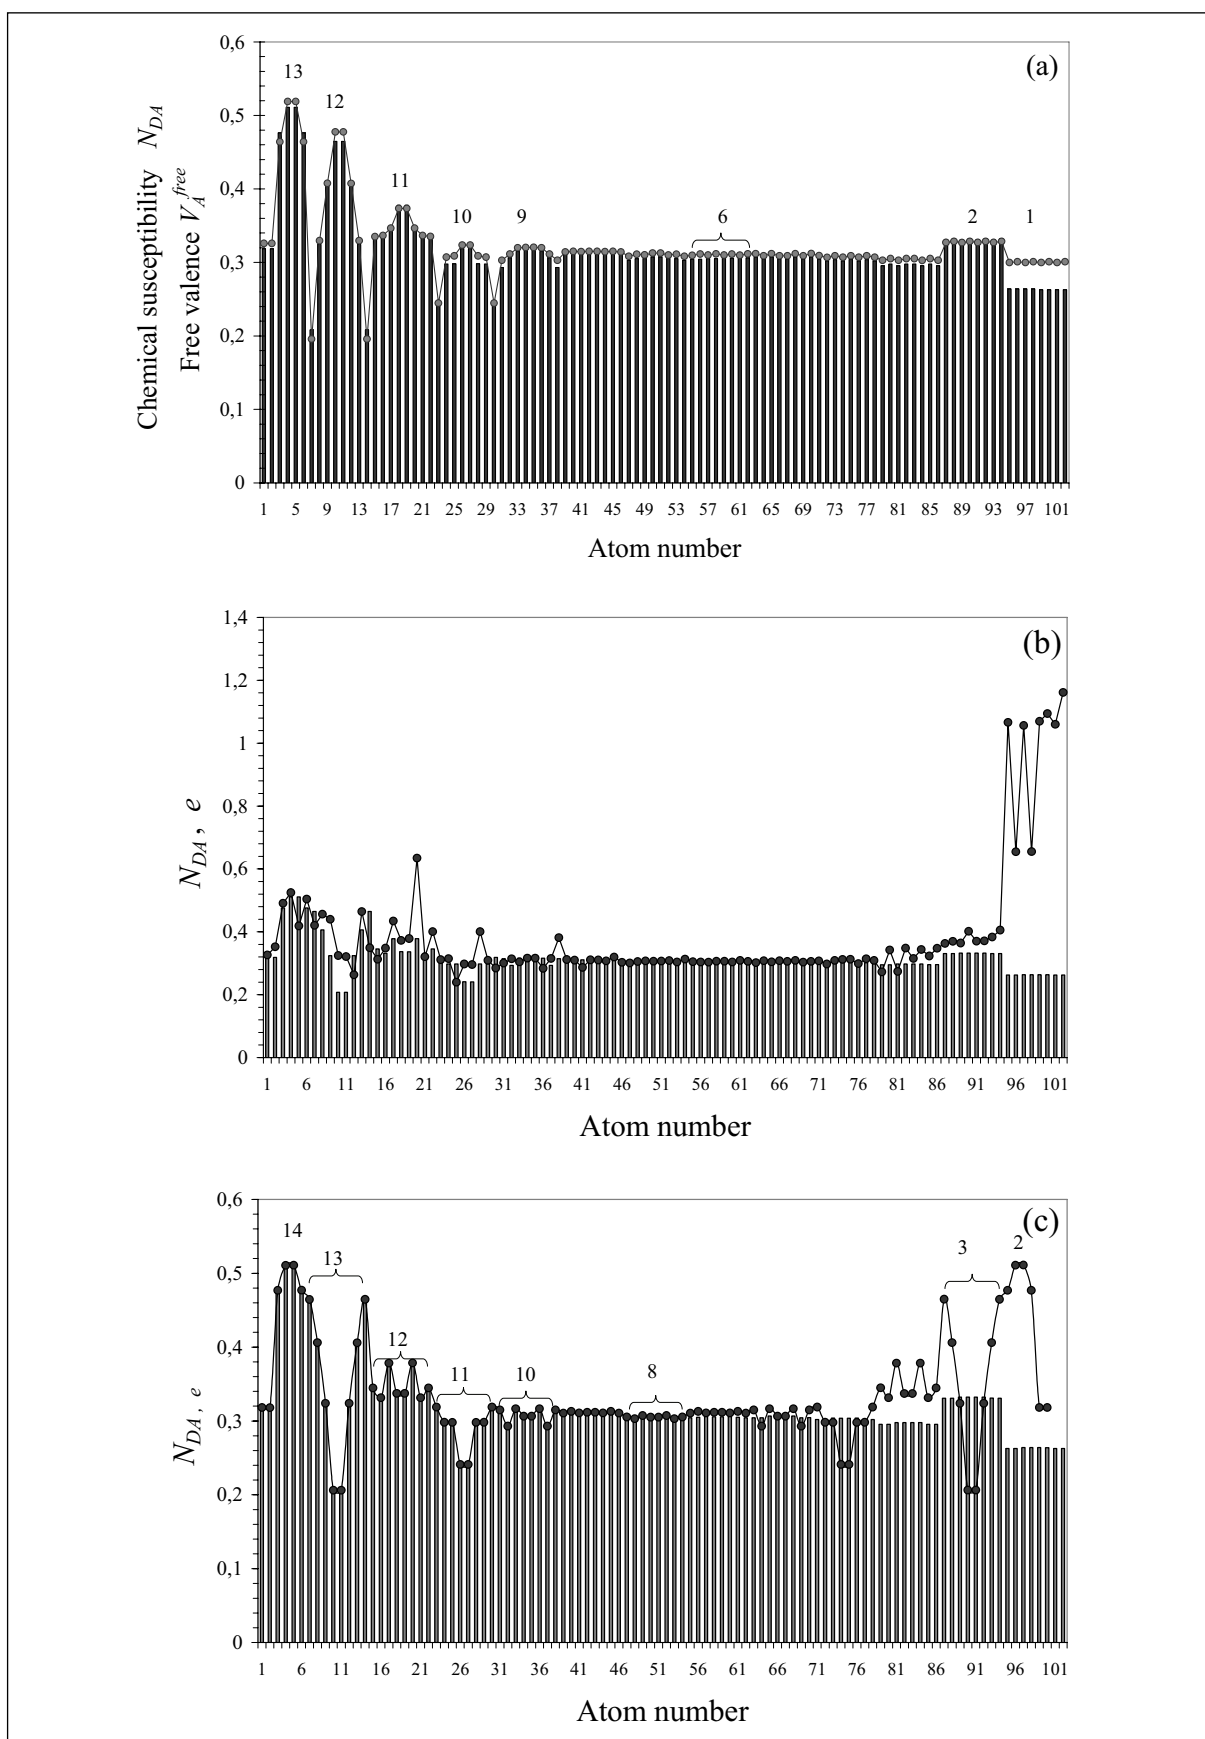 (a)
0,6
0,5
0,4
0,3
0,2
0,1
0
Chemical susceptibility N_DA
Free valence V_A^free
13
12
11
10
9
6
2
1
1 5 9 13 17 21 25 29 33 37 41 45 49 53 57 61 65 69 73 77 81 85 89 93 97 101
Atom number
(b)
1,4
1,2
1
0,8
0,6
0,4
0,2
0
N_DA, e
1 6 11 16 21 26 31 36 41 46 51 56 61 66 71 76 81 86 91 96 101
Atom number
(c)
0,6
0,5
0,4
0,3
0,2
0,1
0
N_DA, e
14
13
12
11
10
8
3
2
1 6 11 16 21 26 31 36 41 46 51 56 61 66 71 76 81 86 91 96 101
Atom number